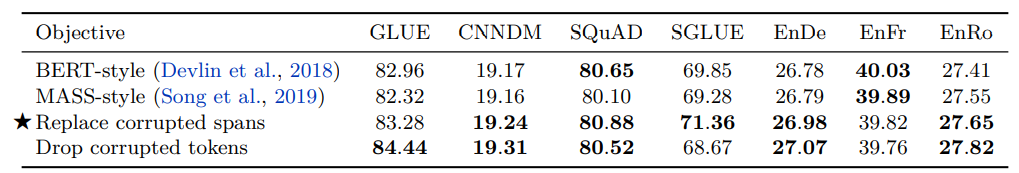 Objective GLUE CNNDM SQuAD SGLUE EnDe EnFr EnRo
BERT-style (Devlin et al., 2018) 82.96 19.17 80.65 69.85 26.78 40.03 27.41
MASS-style (Song et al., 2019) 82.32 19.16 80.10 69.28 26.79 39.89 27.55
★ Replace corrupted spans 83.28 19.24 80.88 71.36 26.98 39.82 27.65
Drop corrupted tokens 84.44 19.31 80.52 68.67 27.07 39.76 27.82